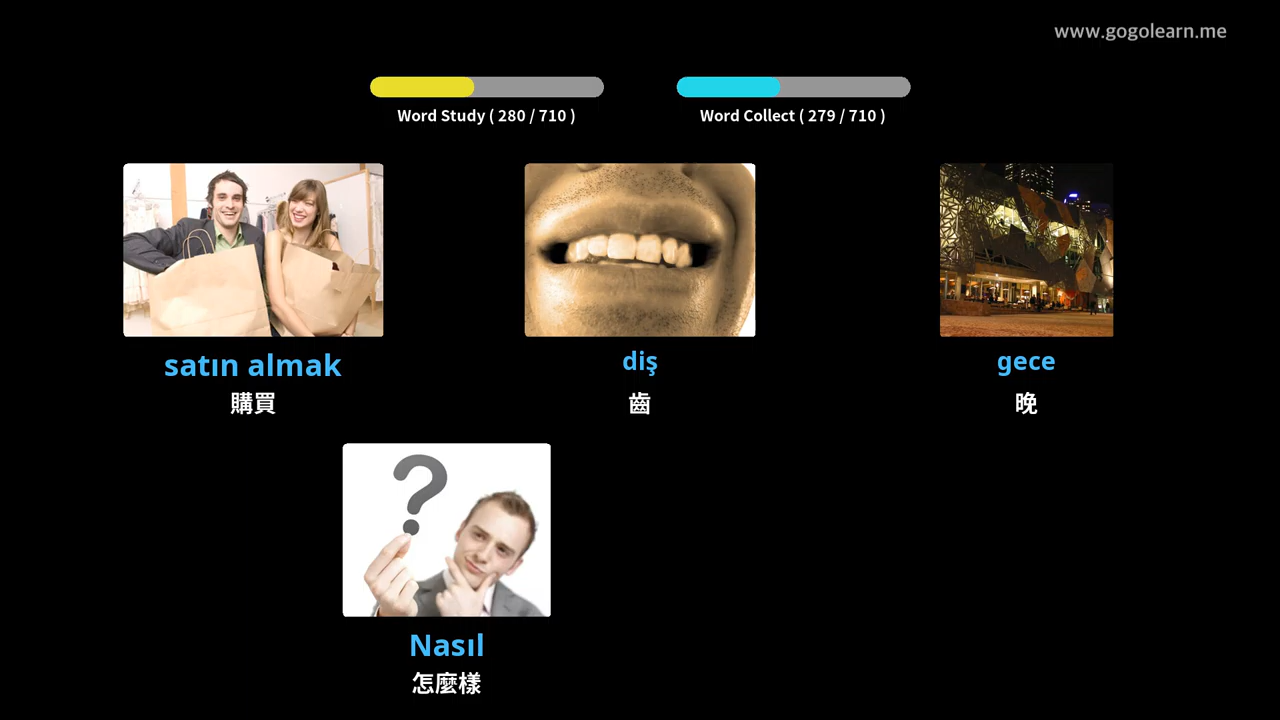 www.gogolearn.me
Word Study ( 280 / 710 )
Word Collect ( 279 / 710 )
satın almak
購買
diş
齒
gece
晚
Nasıl
怎麼樣